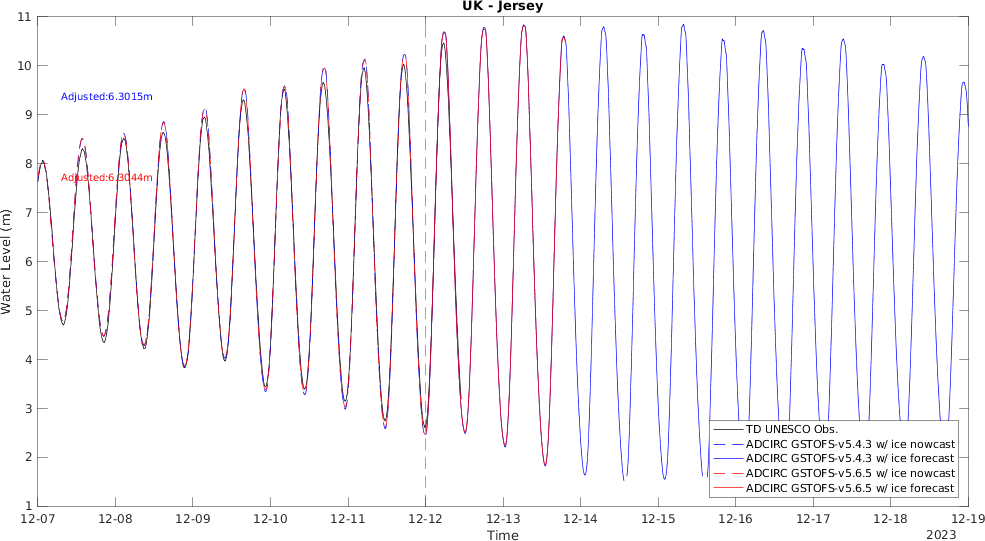 UK - Jersey
11
10
9
8
7
6
5
4
3
2
1
Water Level (m)
Adjusted:6.3015m
Adjusted:6.3044m
TD UNESCO Obs.
ADCIRC GSTOFS-v5.4.3 w/ ice nowcast
ADCIRC GSTOFS-v5.4.3 w/ ice forecast
ADCIRC GSTOFS-v5.6.5 w/ ice nowcast
ADCIRC GSTOFS-v5.6.5 w/ ice forecast
12-07 12-08 12-09 12-10 12-11 12-12 12-13 12-14 12-15 12-16 12-17 12-18 12-19
Time
2023